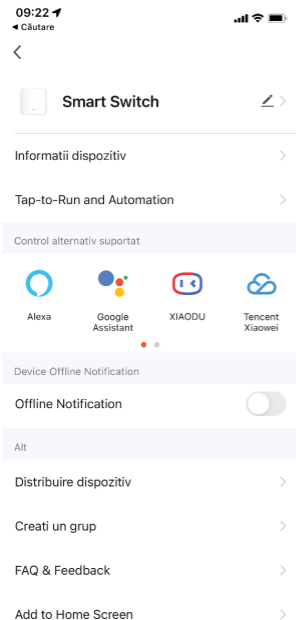 09:22
Căutare
Smart Switch
Informatii dispozitiv
Tap-to-Run and Automation
Control alternativ suportat
Alexa
Google
Assistant
XIAODU
Tencent
Xiaowei
Device Offline Notification
Offline Notification
Alt
Distribuire dispozitiv
Creati un grup
FAQ & Feedback
Add to Home Screen